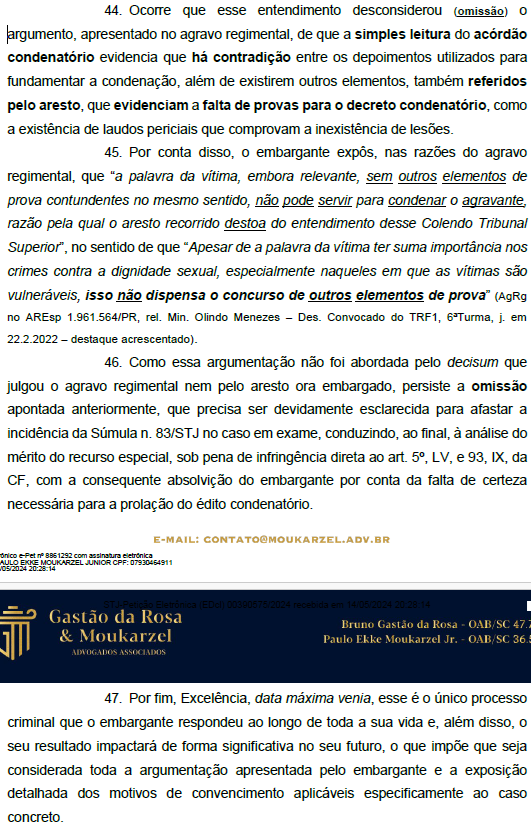 44. Ocorre que esse entendimento desconsiderou (omissão) o
argumento, apresentado no agravo regimental, de que a simples leitura do acórdão
condenatório evidencia que há contradição entre os depoimentos utilizados para
fundamentar a condenação, além de existirem outros elementos, também referidos
pelo aresto, que evidenciam a falta de provas para o decreto condenatório, como
a existência de laudos periciais que comprovam a inexistência de lesões.
45. Por conta disso, o embargante expôs, nas razões do agravo
regimental, que “a palavra da vítima, embora relevante, sem outros elementos de
prova contundentes no mesmo sentido, não pode servir para condenar o agravante,
razão pela qual o aresto recorrido destoa do entendimento desse Colendo Tribunal
Superior”, no sentido de que “Apesar de a palavra da vítima ter suma importância nos
crimes contra a dignidade sexual, especialmente naqueles em que as vítimas são
vulneráveis, isso não dispensa o concurso de outros elementos de prova” (AgRg
no AREsp 1.961.564/PR, rel. Min. Olindo Menezes – Des. Convocado do TRF1, 6ªTurma, j. em
22.2.2022 – destaque acrescentado).
46. Como essa argumentação não foi abordada pelo decisum que
julgou o agravo regimental nem pelo aresto ora embargado, persiste a omissão
apontada anteriormente, que precisa ser devidamente esclarecida para afastar a
incidência da Súmula n. 83/STJ no caso em exame, conduzindo, ao final, à análise do
mérito do recurso especial, sob pena de infringência direta ao art. 5º, LV, e 93, IX, da
CF, com a consequente absolvição do embargante por conta da falta de certeza
necessária para a prolação do édito condenatório.
E-MAIL: CONTATO@MOUKARZEL.ADV.BR
rônico e-Pet nº 8861292 com assinatura eletrônica
PAULO EKKE MOUKARZEL JUNIOR CPF: 07930464911
/05/2024 20:28:14
STJ-Petição Eletrônica (EDcl) 00390576/2024 recebida em 14/05/2024 20:28:14
Gastão da Rosa
& Moukarzel
ADVOGADOS ASSOCIADOS
Bruno Gastão da Rosa - OAB/SC 47.7
Paulo Ekke Moukarzel Jr. - OAB/SC 36.5
47. Por fim, Excelência, data máxima venia, esse é o único processo
criminal que o embargante respondeu ao longo de toda a sua vida e, além disso, o
seu resultado impactará de forma significativa no seu futuro, o que impõe que seja
considerada toda a argumentação apresentada pelo embargante e a exposição
detalhada dos motivos de convencimento aplicáveis especificamente ao caso
concreto.